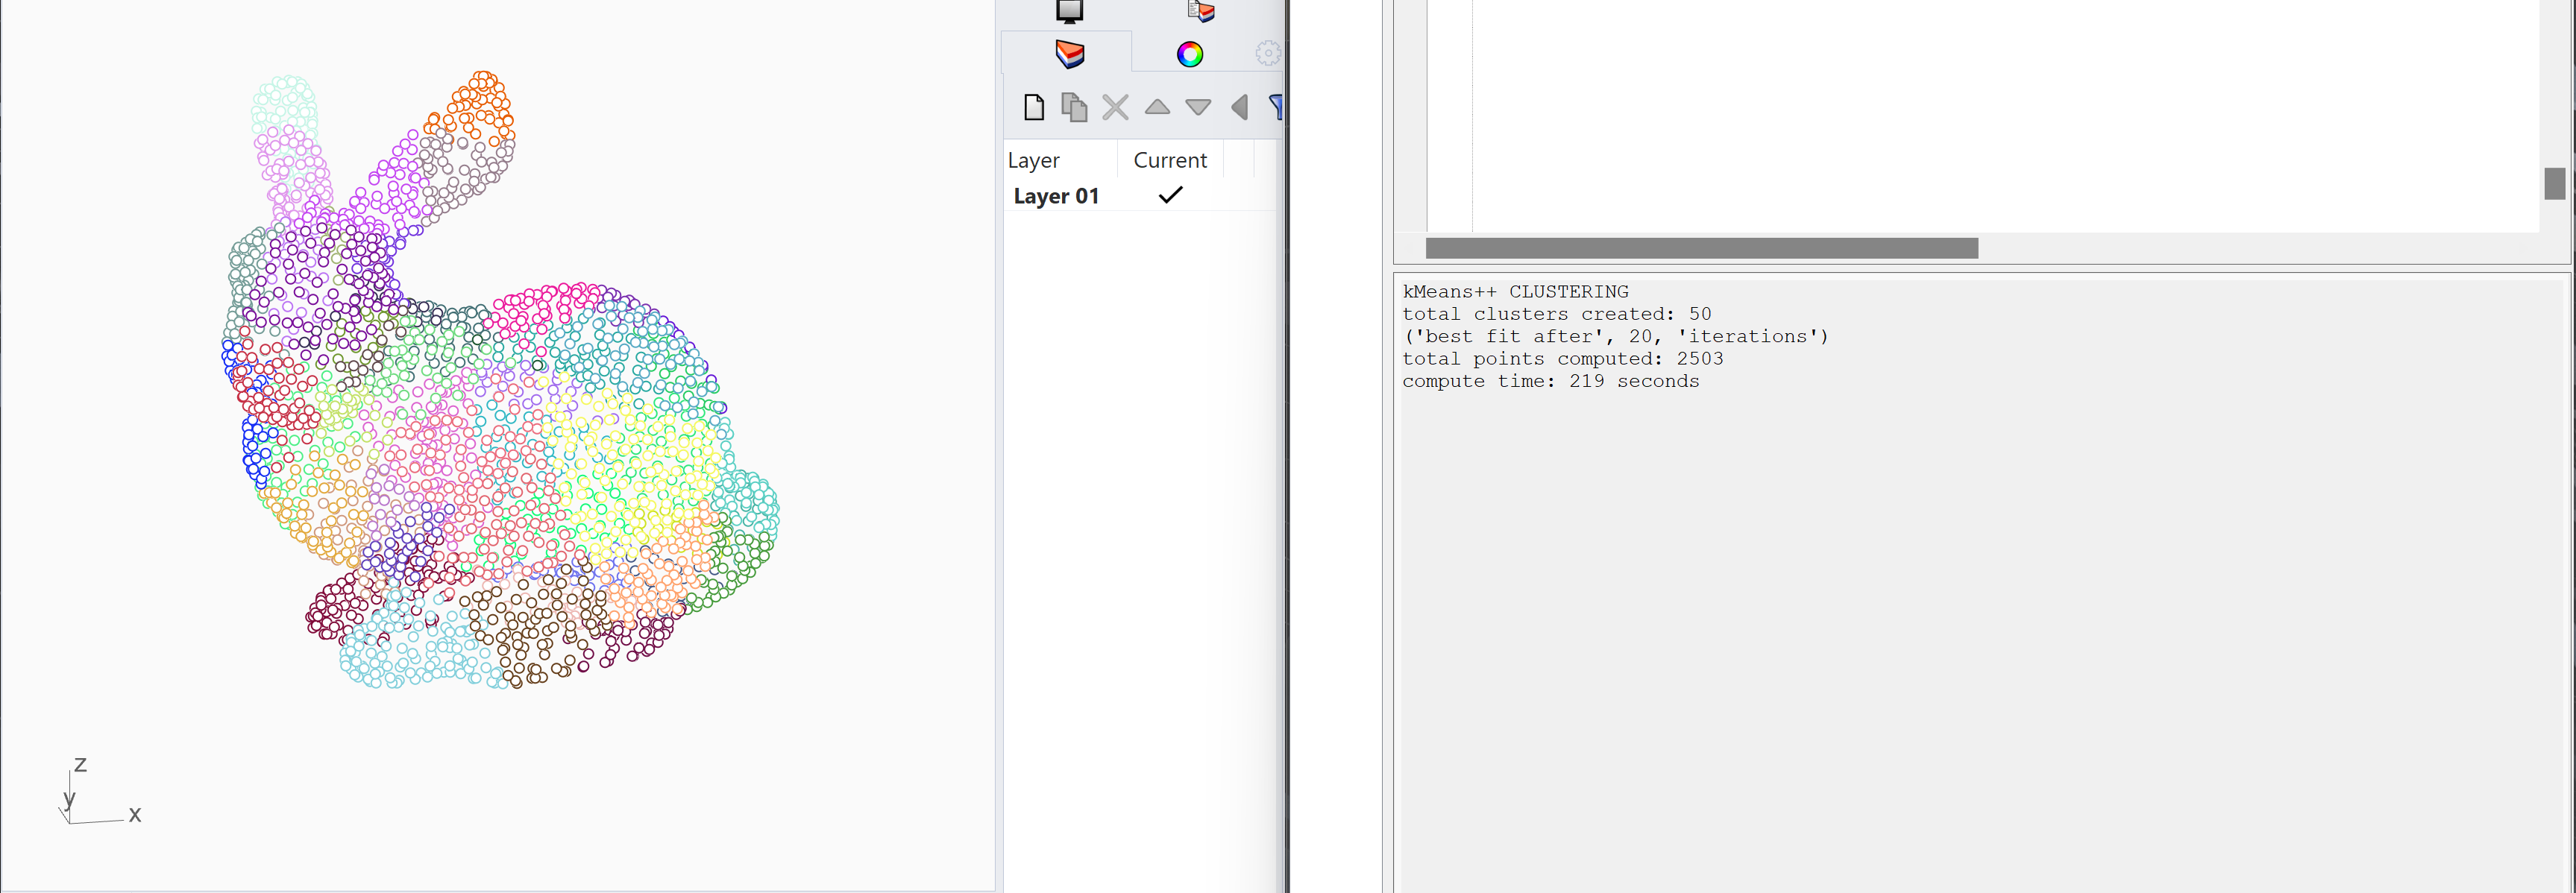 Layer Current
Layer 01
kMeans++ CLUSTERING
total clusters created: 50
('best fit after', 20, 'iterations')
total points computed: 2503
compute time: 219 seconds
z
y
x